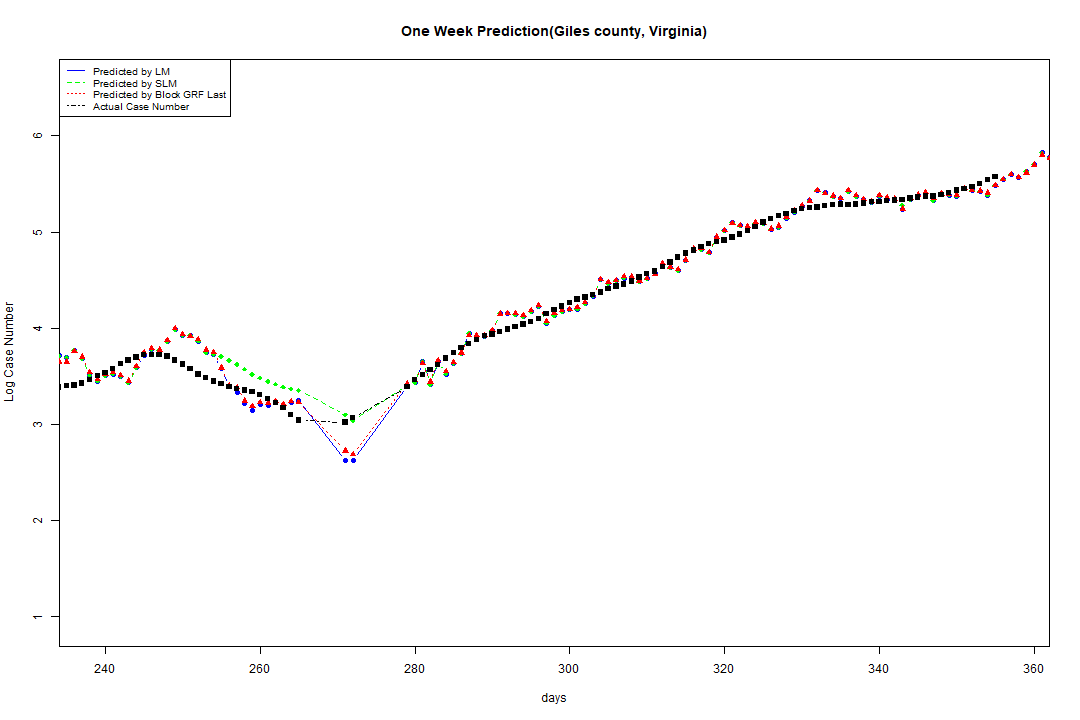 One Week Prediction(Giles county, Virginia)
Predicted by LM
Predicted by SLM
Predicted by Block GRF Last
Actual Case Number
6
5
4
3
2
1
Log Case Number
240 260 280 300 320 340 360
days